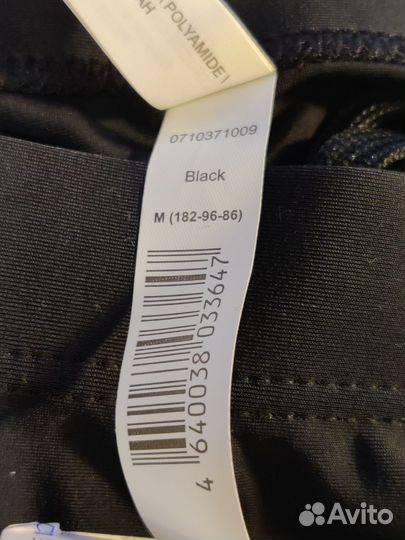 POLYAMIDE
0710371009
Black
M (182-96-86)
4 640038 033647
Avito